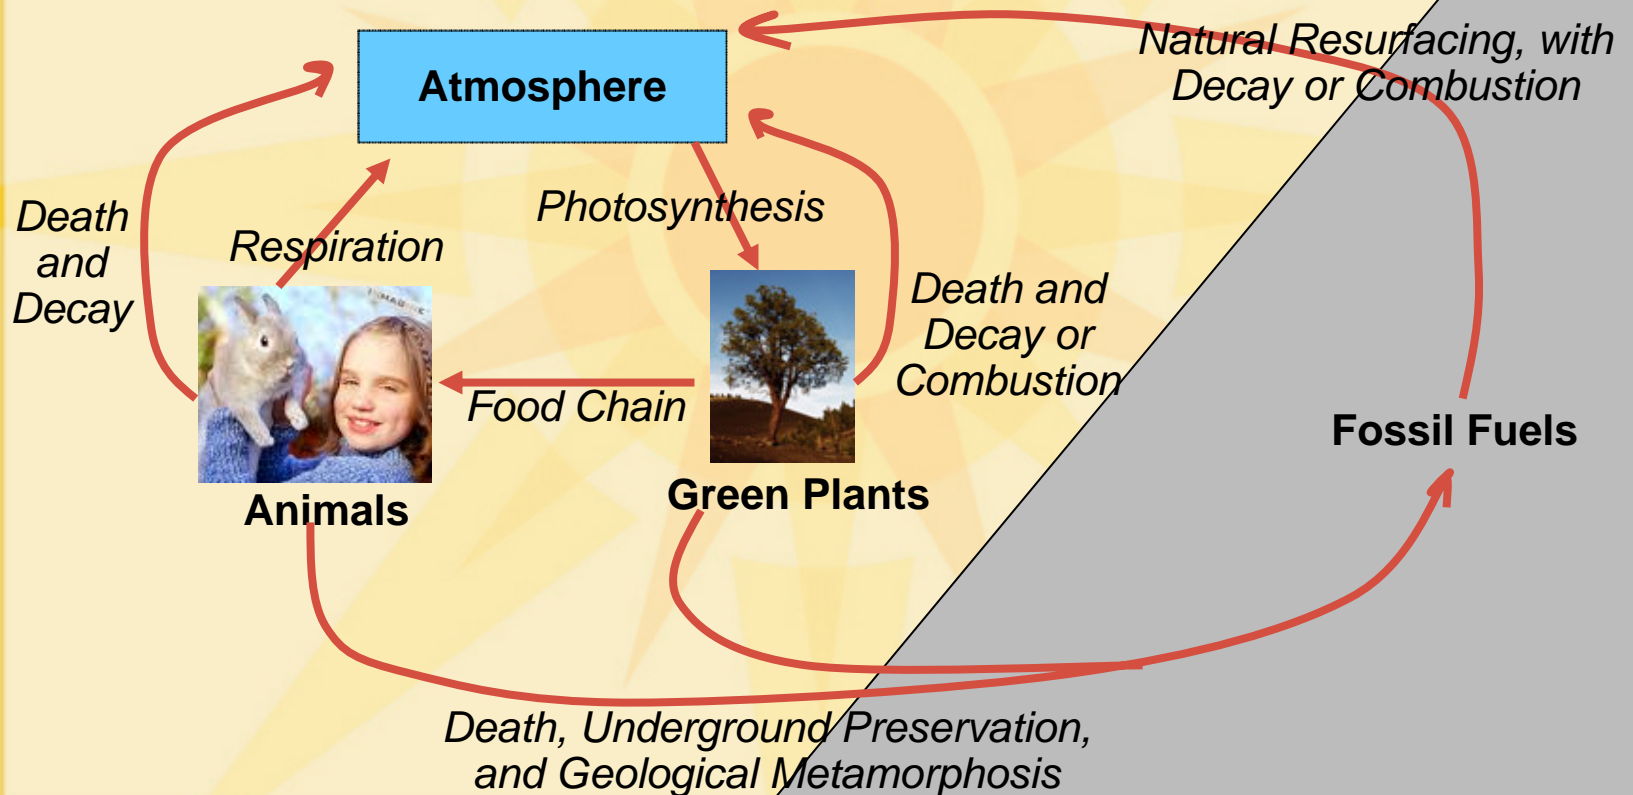 Natural Resurfacing, with
Decay or Combustion
Atmosphere
Photosynthesis
Death
and
Decay
Respiration
Death and
Decay or
Combustion
Food Chain
Fossil Fuels
Green Plants
Animals
Death, Underground Preservation,
and Geological Metamorphosis